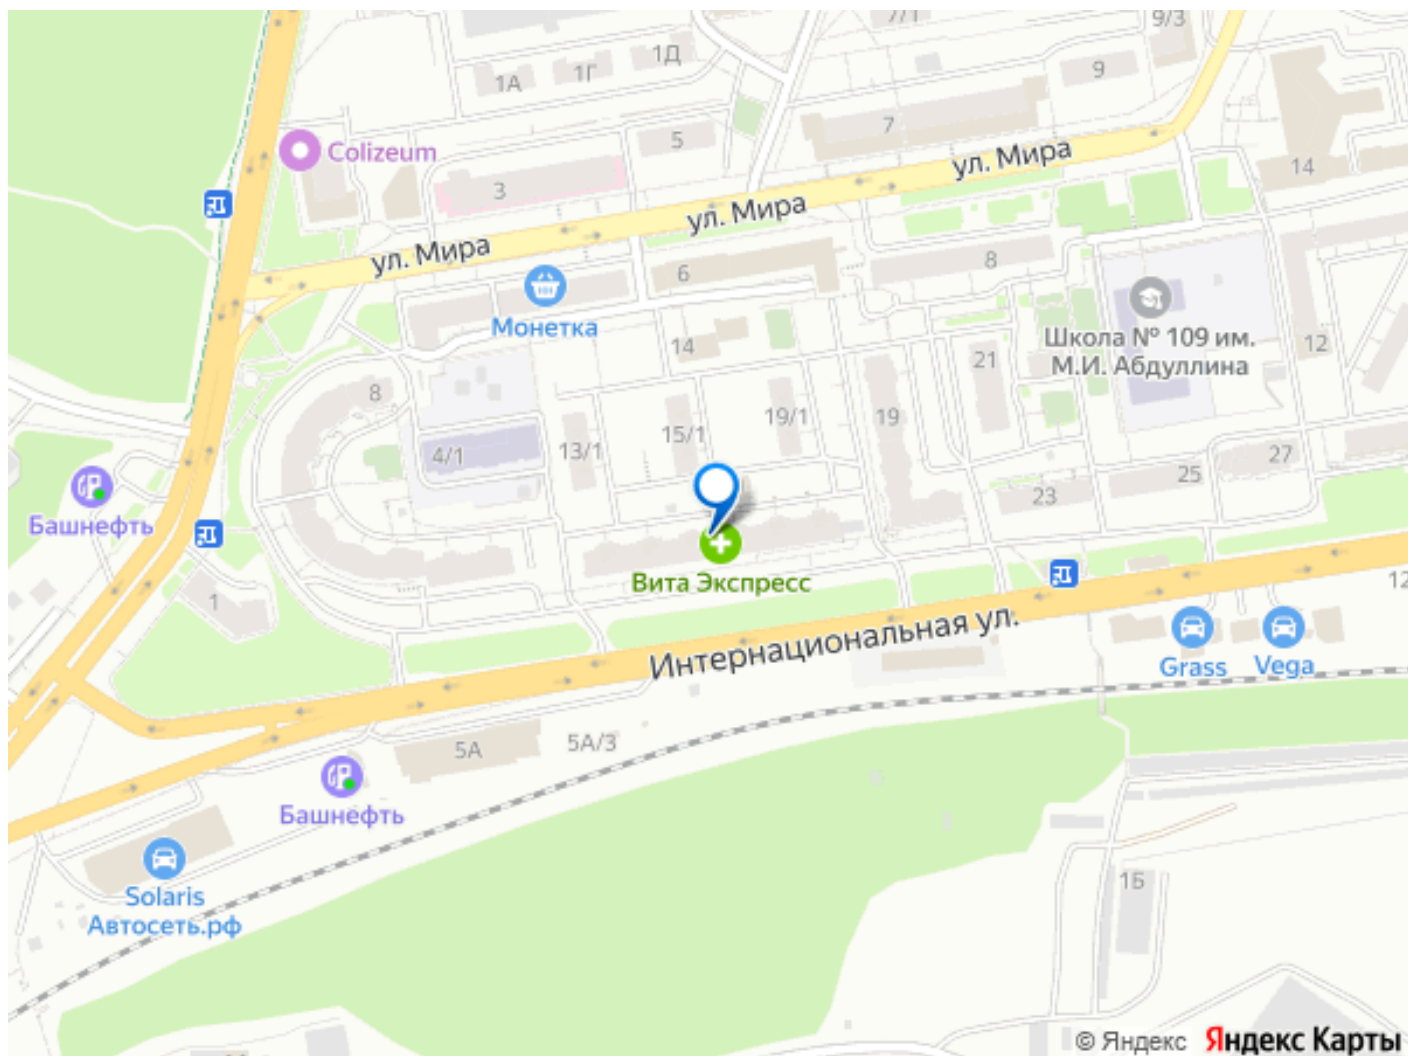 7/1
9/3
1Д
1Г
1А
9
7
5
Colizeum
3
14
ул. Мира
ул. Мира
ул. Мира
6
8
Монетка
14
21
Школа № 109 им.
М.И. Абдуллина
12
8
19/1
19
15/1
13/1
4/1
27
25
23
Башнефть
Вита Экспресс
1
12
Интернациональная ул.
Grass
Vega
5А
5А/3
Башнефть
1Б
Solaris
Автосеть.рф
© Яндекс Яндекс Карты